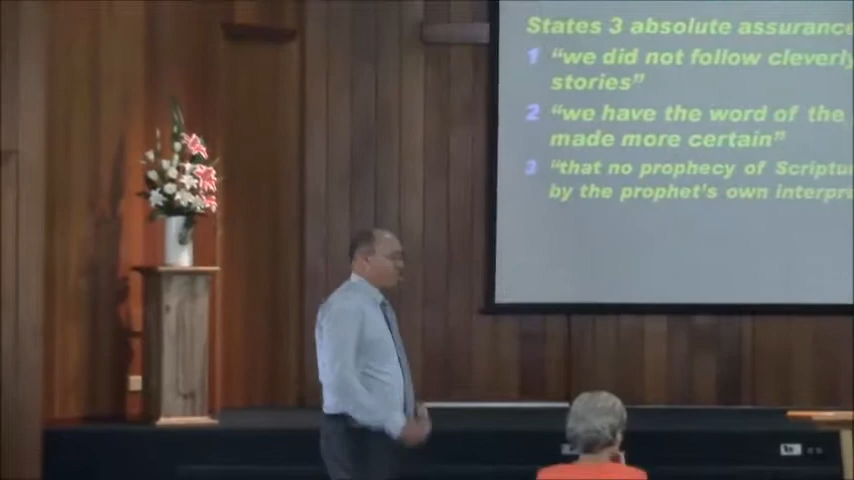 States 3 absolute assurance
1 "we did not follow cleverly
stories"
2 "we have the word of the
made more certain"
3 "that no prophecy of Scriptu
by the prophet's own interpr